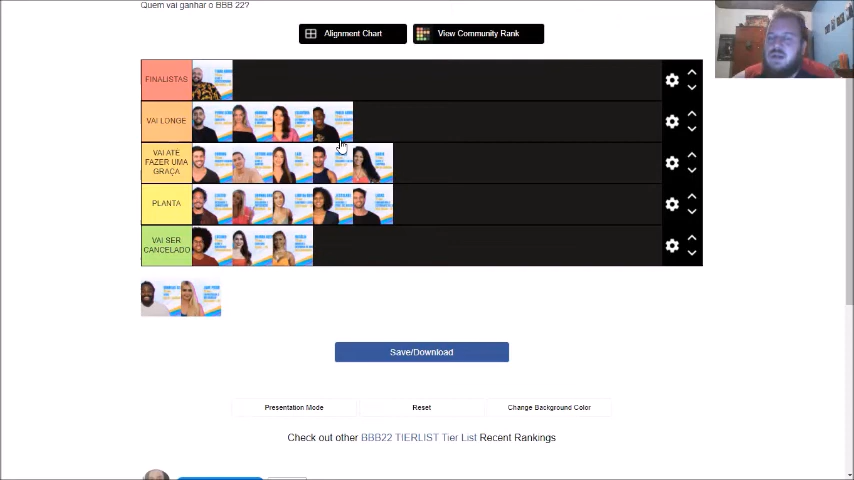 Quem vai ganhar o BBB 22?
Alignment Chart
View Community Rank
FINALISTAS
VAI LONGE
VAI ATÉ
FAZER UMA
GRAÇA
PLANTA
VAI SER
CANCELADO
Save/Download
Presentation Mode
Reset
Change Background Color
Check out other BBB22 TIERLIST Tier List Recent Rankings